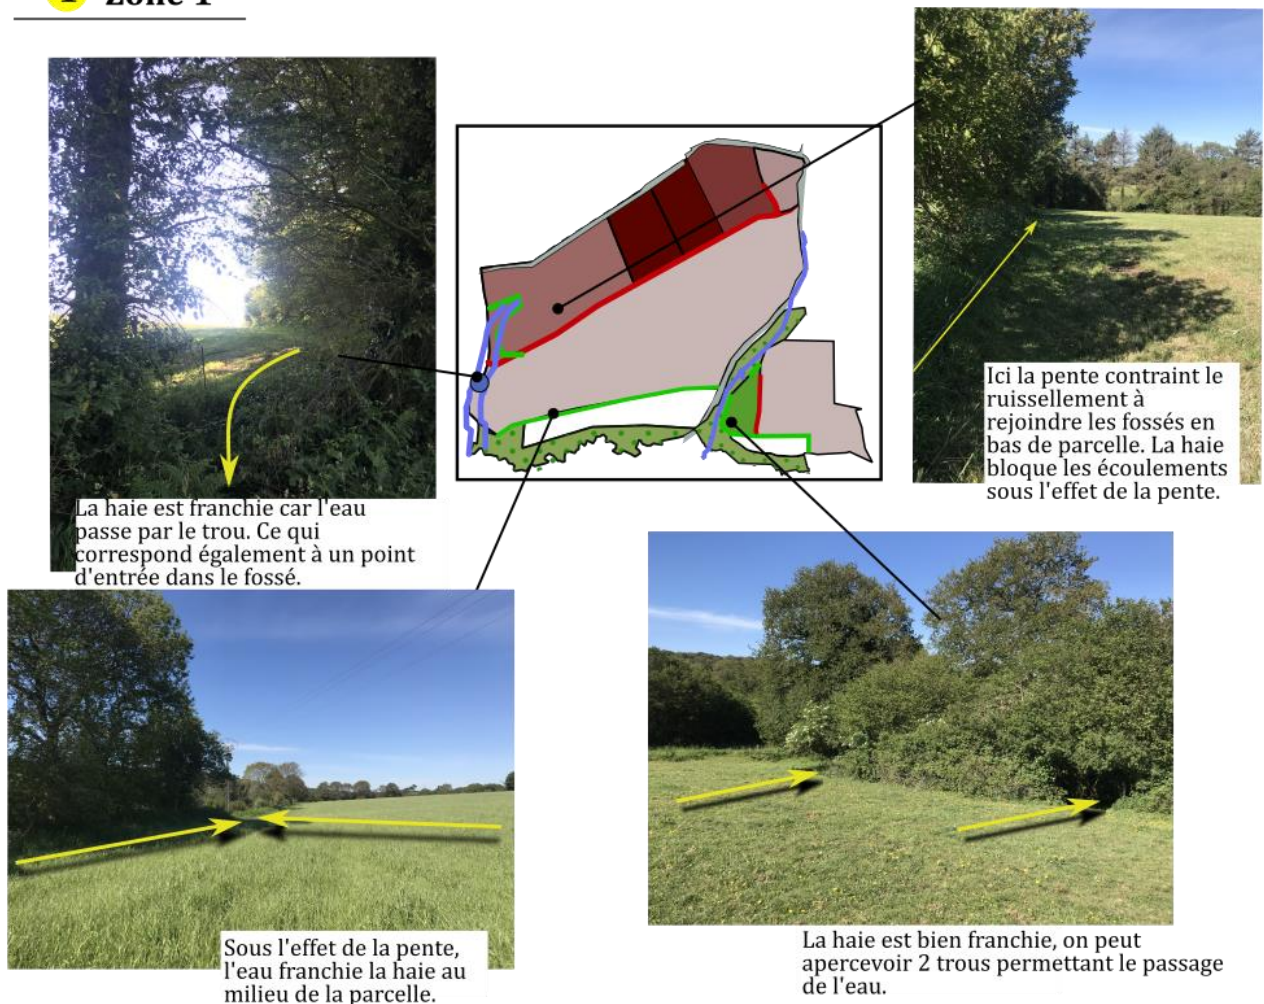 1 zone 1
La haie est franchie car l'eau
passe par le trou. Ce qui
correspond également à un point
d'entrée dans le fossé.
Ici la pente contraint le
ruissellement à
rejoindre les fossés en
bas de parcelle. La haie
bloque les écoulements
sous l'effet de la pente.
Sous l'effet de la pente,
l'eau franchie la haie au
milieu de la parcelle.
La haie est bien franchie, on peut
apercevoir 2 trous permettant le passage
de l'eau.